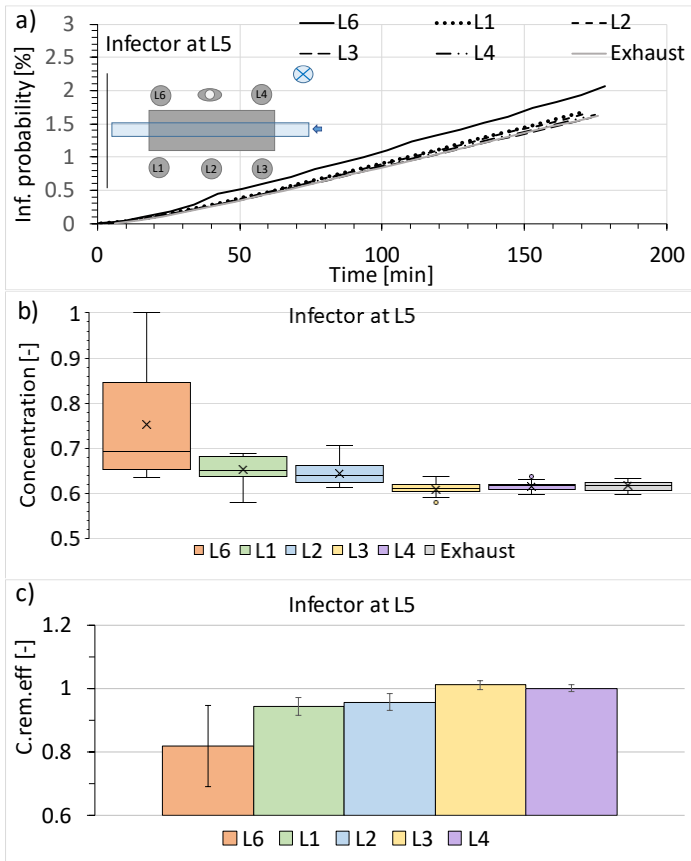 a)
L6 L1 L2
L3 L4 Exhaust
Infector at L5
Inf. probability [%]
3
2.5
2
1.5
1
0.5
0
L6 L4
L1 L2 L3
0 50 100 150 200
Time [min]
b)
Infector at L5
Concentration [-]
1
0.9
0.8
0.7
0.6
0.5
L6 L1 L2 L3 L4 Exhaust
c)
Infector at L5
C.rem.eff [-]
1.2
1
0.8
0.6
L6 L1 L2 L3 L4